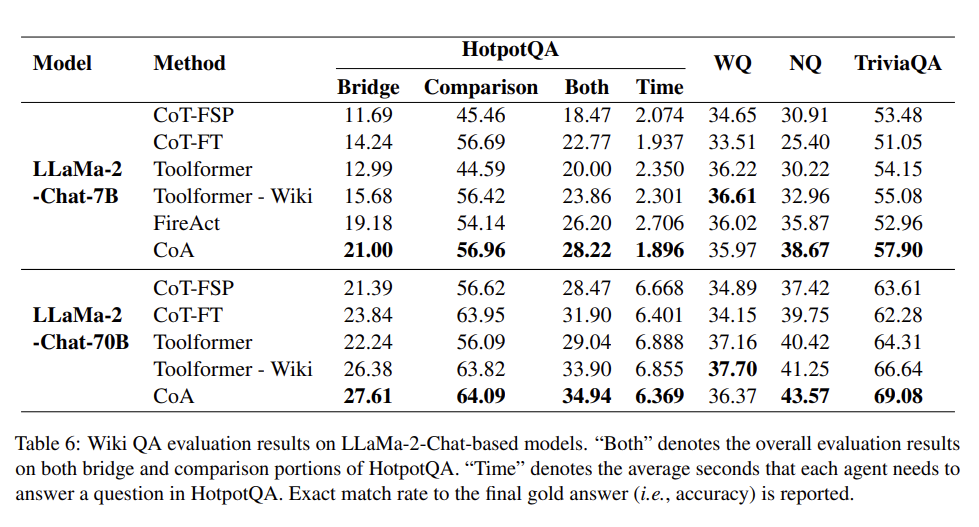 HotpotQA
Model Method WQ NQ TriviaQA
Bridge Comparison Both Time
CoT-FSP 11.69 45.46 18.47 2.074 34.65 30.91 53.48
CoT-FT 14.24 56.69 22.77 1.937 33.51 25.40 51.05
LLaMa-2 Toolformer 12.99 44.59 20.00 2.350 36.22 30.22 54.15
-Chat-7B Toolformer - Wiki 15.68 56.42 23.86 2.301 36.61 32.96 55.08
FireAct 19.18 54.14 26.20 2.706 36.02 35.87 52.96
CoA 21.00 56.96 28.22 1.896 35.97 38.67 57.90
CoT-FSP 21.39 56.62 28.47 6.668 34.89 37.42 63.61
LLaMa-2 CoT-FT 23.84 63.95 31.90 6.401 34.15 39.75 62.28
-Chat-70B Toolformer 22.24 56.09 29.04 6.888 37.16 40.42 64.31
Toolformer - Wiki 26.38 63.82 33.90 6.855 37.70 41.25 66.64
CoA 27.61 64.09 34.94 6.369 36.37 43.57 69.08
Table 6: Wiki QA evaluation results on LLaMa-2-Chat-based models. “Both” denotes the overall evaluation results
on both bridge and comparison portions of HotpotQA. “Time” denotes the average seconds that each agent needs to
answer a question in HotpotQA. Exact match rate to the final gold answer (i.e., accuracy) is reported.